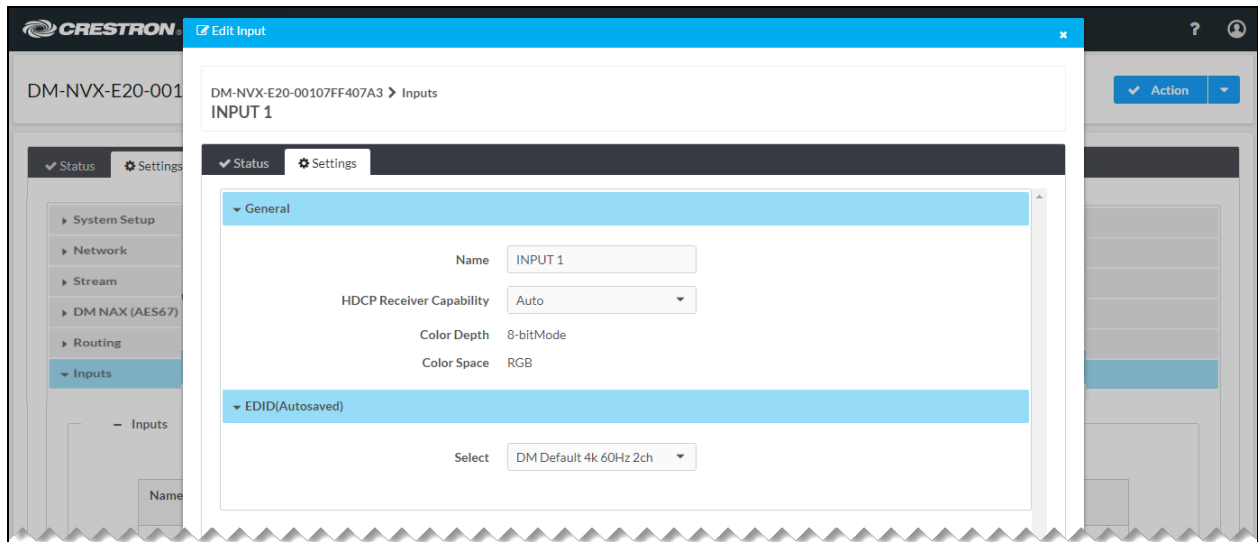 CRESTRON®
Edit Input
?
DM-NVX-E20-001
DM-NVX-E20-00107FF407A3 > Inputs
INPUT 1
Action
Status
Settings
Status
Settings
System Setup
Network
Stream
DM NAX (AES67)
Routing
Inputs
– Inputs
Name
General
Name INPUT 1
HDCP Receiver Capability Auto
Color Depth 8-bitMode
Color Space RGB
EDID(Autosaved)
Select DM Default 4k 60Hz 2ch